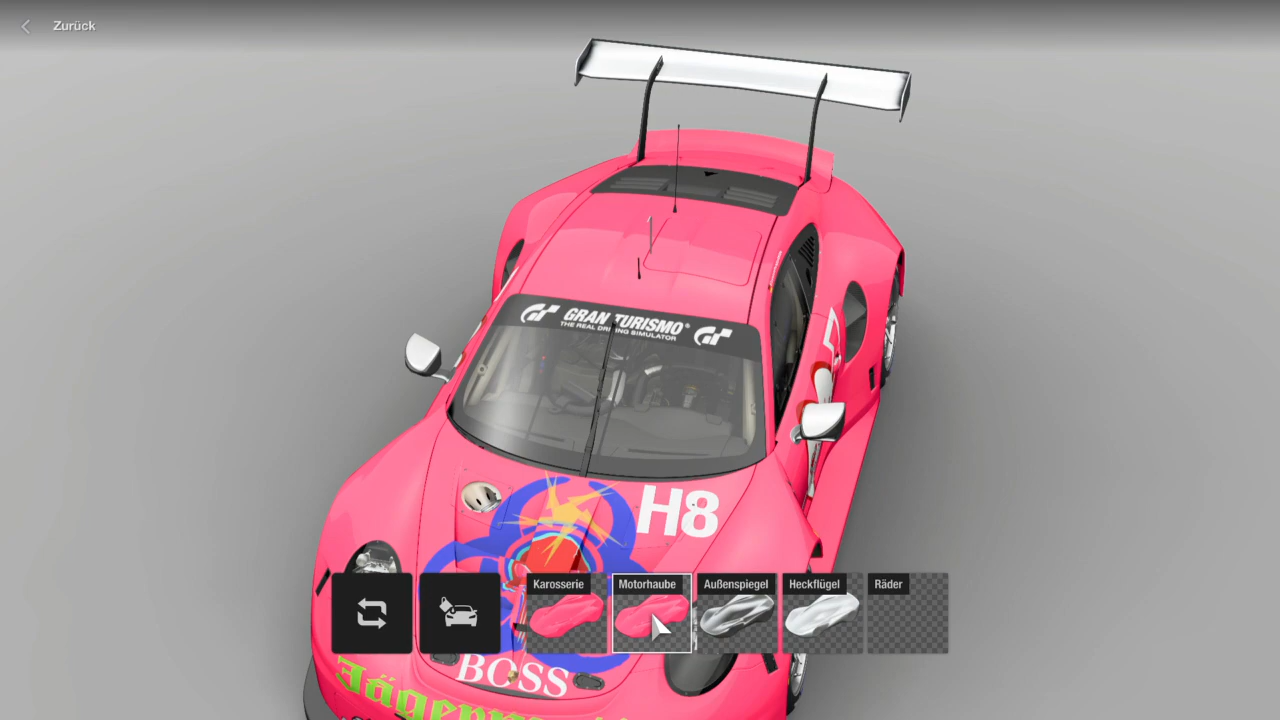 Zurück
GRAN TURISMO
THE REAL DRIVING SIMULATOR
H8
Karosserie
Motorhaube
Außenspiegel
Heckflügel
Räder
BOSS